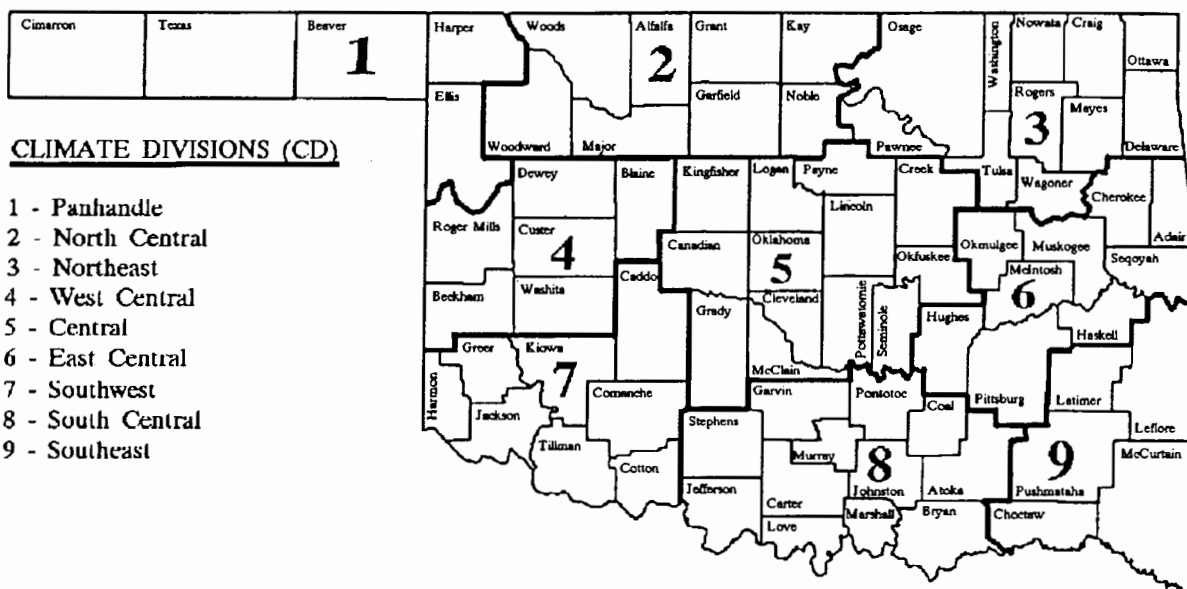 Cimarron
Texas
Beaver
1
Harper
Woods
Alfalfa
2
Grant
Kay
Osage
Washington
Nowata
Craig
Ottawa
Ellis
Woodward
Major
Garfield
Noble
Pawnee
Rogers
3
Mayes
Delaware
CLIMATE DIVISIONS (CD)
1 - Panhandle
2 - North Central
3 - Northeast
4 - West Central
5 - Central
6 - East Central
7 - Southwest
8 - South Central
9 - Southeast
Dewey
Blaine
Kingfisher
Logan
Payne
Creek
Tulsa
Wagoner
Cherokee
Adair
Roger Mills
Custer
4
Lincoln
Canadian
Oklahoma
5
Okmulgee
Muskogee
Okfuskee
McIntosh
6
Seqoyah
Beckham
Washita
Caddo
Grady
Cleveland
Pottawatomie
Seminole
Hughes
Haskell
Greer
Kiowa
7
McClain
Harmon
Jackson
Comanche
Garvin
Pontotoc
Coal
Pittsburg
Latimer
Leflore
Tillman
Cotton
Stephens
Murray
8
9
McCurtain
Jefferson
Carter
Johnston
Atoka
Pushmataha
Love
Marshall
Bryan
Choctaw